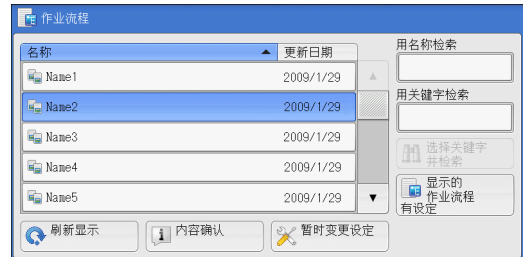 作业流程
名称 更新日期
Name1 2009/1/29
Name2 2009/1/29
Name3 2009/1/29
Name4 2009/1/29
Name5 2009/1/29
用名称检索
用关键字检索
选择关键字
并检索
显示的
作业流程
有设定
刷新显示 内容确认 暂时变更设定